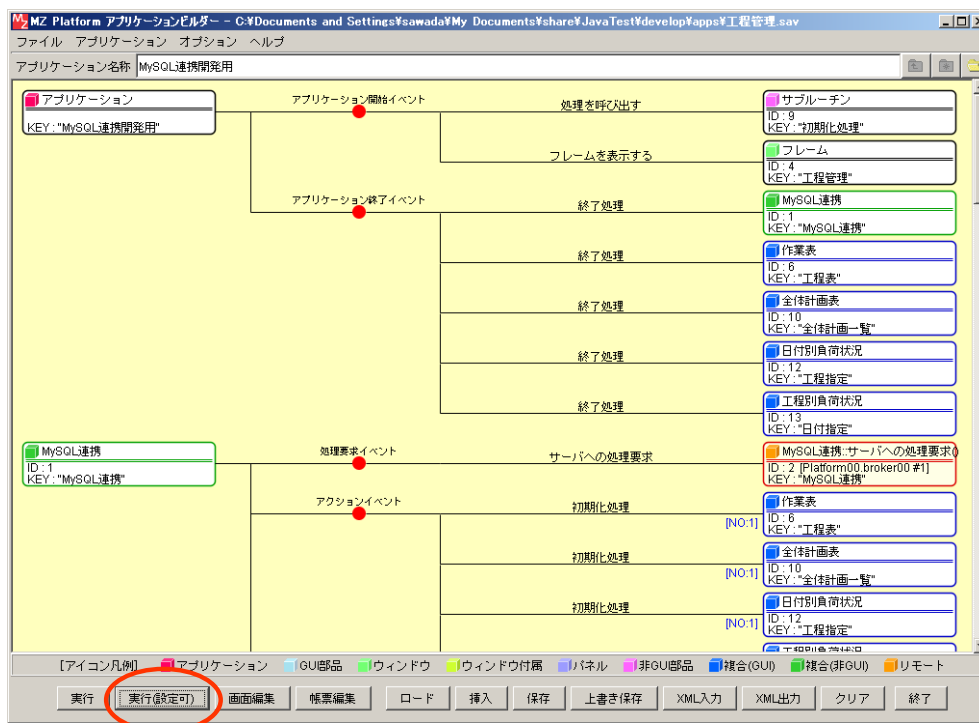 MZ Platform アプリケーションビルダー - C:¥Documents and Settings¥sawada¥My Documents¥share¥JavaTest¥develop¥apps¥工程管理.sav
ファイル アプリケーション オプション ヘルプ
アプリケーション名称 MySQL連携開発用
アプリケーション
KEY:"MySQL連携開発用"
アプリケーション開始イベント
処理を呼び出す
サブルーチン
ID:9
KEY:"初期化処理"
フレームを表示する
フレーム
ID:4
KEY:"工程管理"
アプリケーション終了イベント
終了処理
MySQL連携
ID:1
KEY:"MySQL連携"
終了処理
作業表
ID:6
KEY:"工程表"
終了処理
全体計画表
ID:10
KEY:"全体計画一覧"
終了処理
日付別負荷状況
ID:12
KEY:"工程指定"
終了処理
工程別負荷状況
ID:13
KEY:"日付指定"
MySQL連携
ID:1
KEY:"MySQL連携"
処理要求イベント
サーバへの処理要求
MySQL連携::サーバへの処理要求()
ID:2 [Platform00.broker00 #1]
KEY:"MySQL連携"
アクションイベント
初期化処理
[NO:1]
作業表
ID:6
KEY:"工程表"
初期化処理
[NO:1]
全体計画表
ID:10
KEY:"全体計画一覧"
初期化処理
[NO:1]
日付別負荷状況
ID:12
KEY:"工程指定"
工程別負荷状況
[アイコン凡例] アプリケーション GUI部品 ウィンドウ ウィンドウ付属 パネル 非GUI部品 複合(GUI) 複合(非GUI) リモート
実行 実行(設定可) 画面編集 帳票編集 ロード 挿入 保存 上書き保存 XML入力 XML出力 クリア 終了